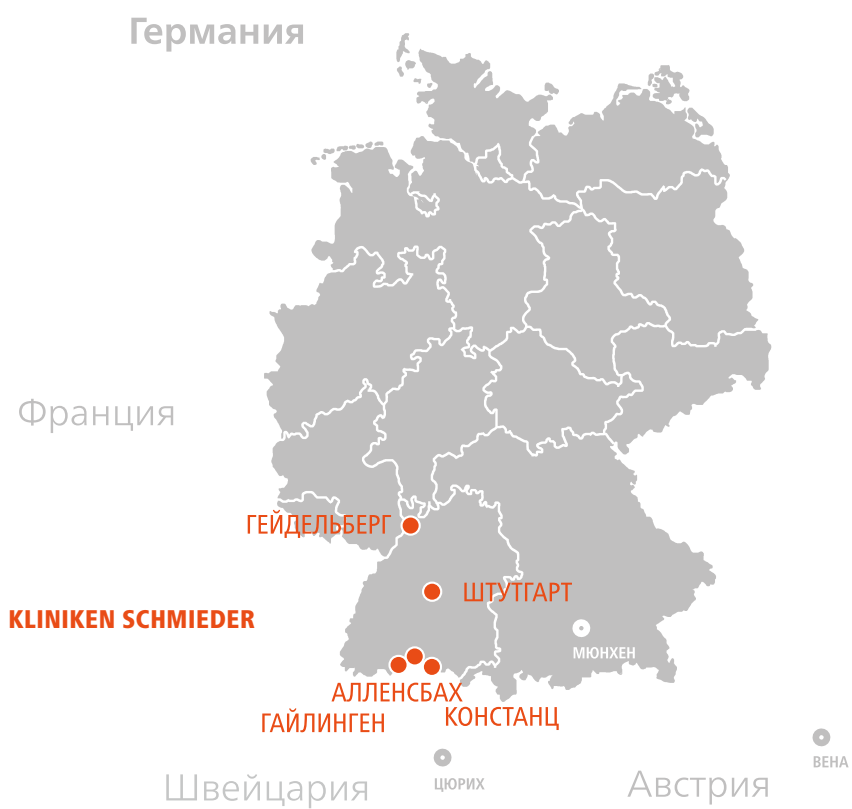 Германия
Франция
ГЕЙДЕЛЬБЕРГ
ШТУТГАРТ
KLINIKEN SCHMIEDER
МЮНХЕН
АЛЛЕНСБАХ
ГАЙЛИНГЕН
КОНСТАНЦ
ВЕНА
ЦЮРИХ
Швейцария
Австрия